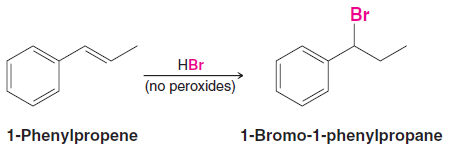 Br
HBr
(no peroxides)
1-Phenylpropene
1-Bromo-1-phenylpropane